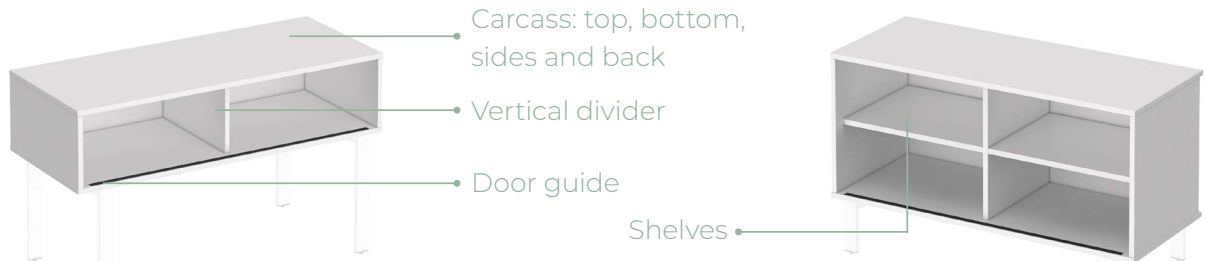 Carcass: top, bottom,
sides and back
Vertical divider
Door guide
Shelves